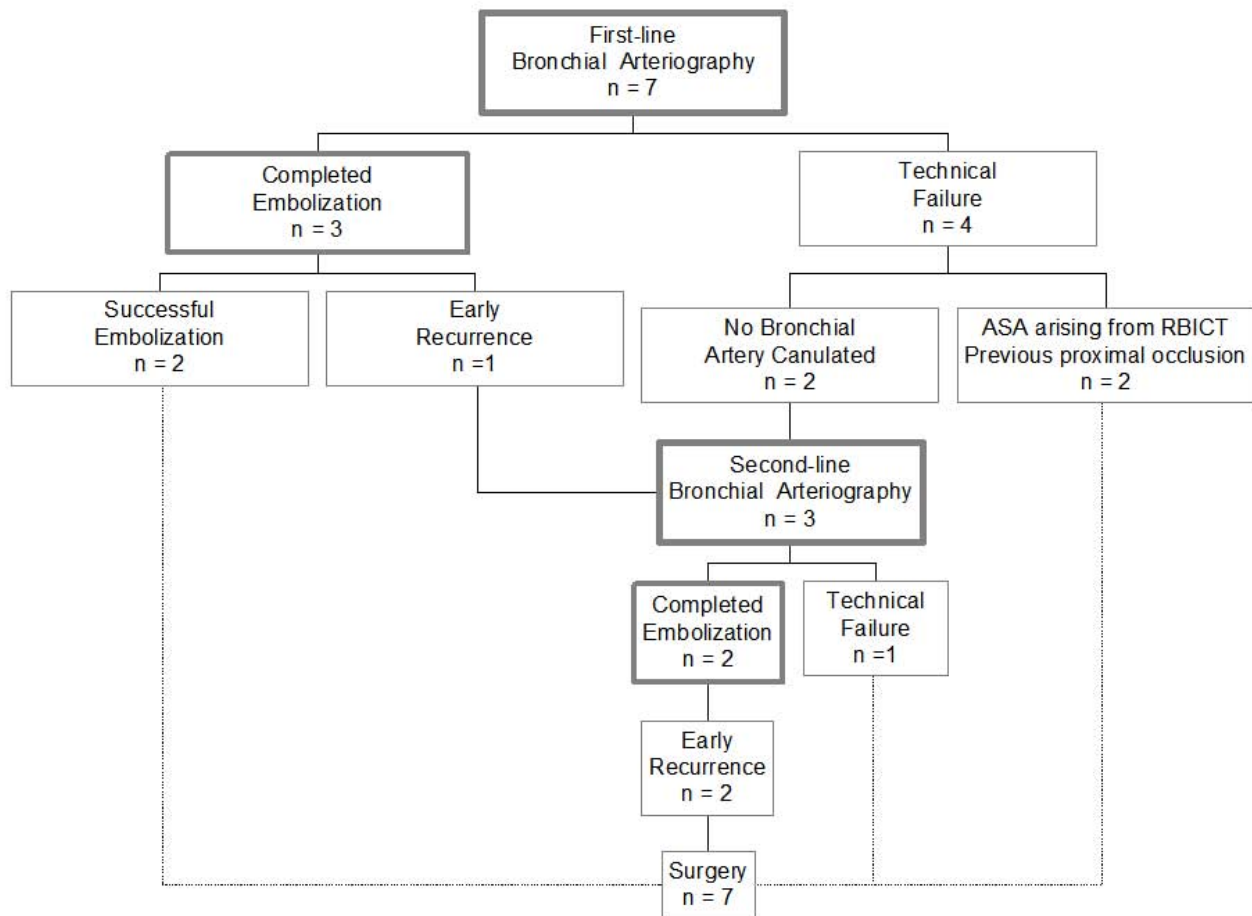 First-line
Bronchial Arteriography
n = 7
Completed
Embolization
n = 3
Technical
Failure
n = 4
Successful
Embolization
n = 2
Early
Recurrence
n =1
No Bronchial
Artery Canulated
n = 2
ASA arising from RBICT
Previous proximal occlusion
n = 2
Second-line
Bronchial Arteriography
n = 3
Completed
Embolization
n = 2
Technical
Failure
n =1
Early
Recurrence
n = 2
Surgery
n = 7